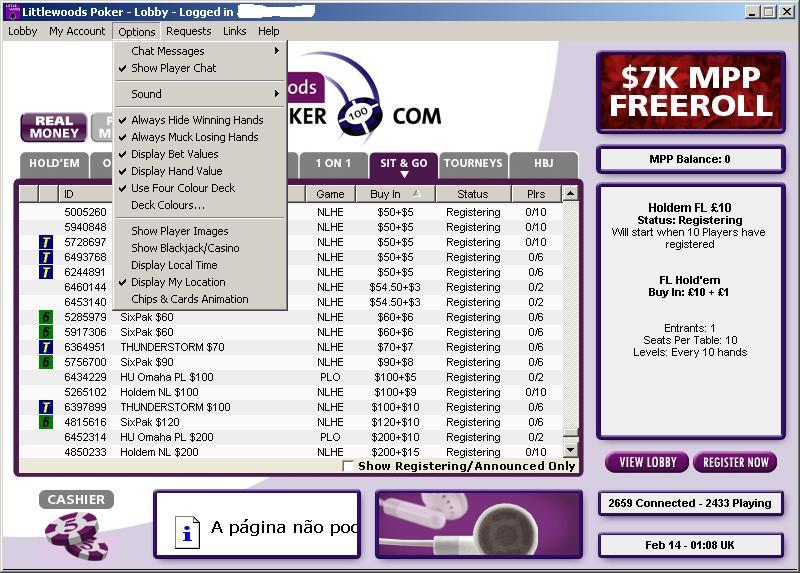 Littlewoods Poker - Lobby - Logged in
Lobby My Account Options Requests Links Help
Chat Messages
Show Player Chat
Sound
Always Hide Winning Hands
Always Muck Losing Hands
Display Bet Values
Display Hand Value
Use Four Colour Deck
Deck Colours...
Show Player Images
Show Blackjack/Casino
Display Local Time
Display My Location
Chips & Cards Animation
REAL
MONEY
100
COM
HOLD'EM 1 ON 1 SIT & GO TOURNEYS HBJ
ID Game Buy In Status Plrs
5005260 NLHE $50+$5 Registering 0/10
5940848 NLHE $50+$5 Registering 0/2
T 5728697 NLHE $50+$5 Registering 0/6
T 6493768 NLHE $50+$5 Registering 0/6
T 6244891 NLHE $50+$5 Registering 0/6
6460144 NLHE $54.50+$3 Registering 0/2
6453140 NLHE $54.50+$3 Registering 0/2
6 5285979 SixPak $60 NLHE $60+$6 Registering 0/6
6 5917306 SixPak $60 NLHE $60+$6 Registering 0/6
T 6364951 THUNDERSTORM $70 NLHE $70+$7 Registering 0/6
6 5756700 SixPak $90 NLHE $90+$8 Registering 0/6
6434229 HU Omaha PL $100 PLO $100+$5 Registering 0/2
5265102 Holdem NL $100 NLHE $100+$9 Registering 0/10
T 6397899 THUNDERSTORM $100 NLHE $100+$10 Registering 0/6
6 4815616 SixPak $120 NLHE $120+$10 Registering 0/6
6452314 HU Omaha PL $200 PLO $200+$10 Registering 0/2
4850233 Holdem NL $200 NLHE $200+$15 Registering 0/10
Show Registering/Announced Only
$7K MPP
FREEROLL
MPP Balance: 0
Holdem FL £10
Status: Registering
Will start when 10 Players have
registered
FL Hold'em
Buy In: £10 + £1
Entrants: 1
Seats Per Table: 10
Levels: Every 10 hands
VIEW LOBBY REGISTER NOW
CASHIER
5
A página não
2659 Connected - 2433 Playing
Feb 14 - 01:08 UK